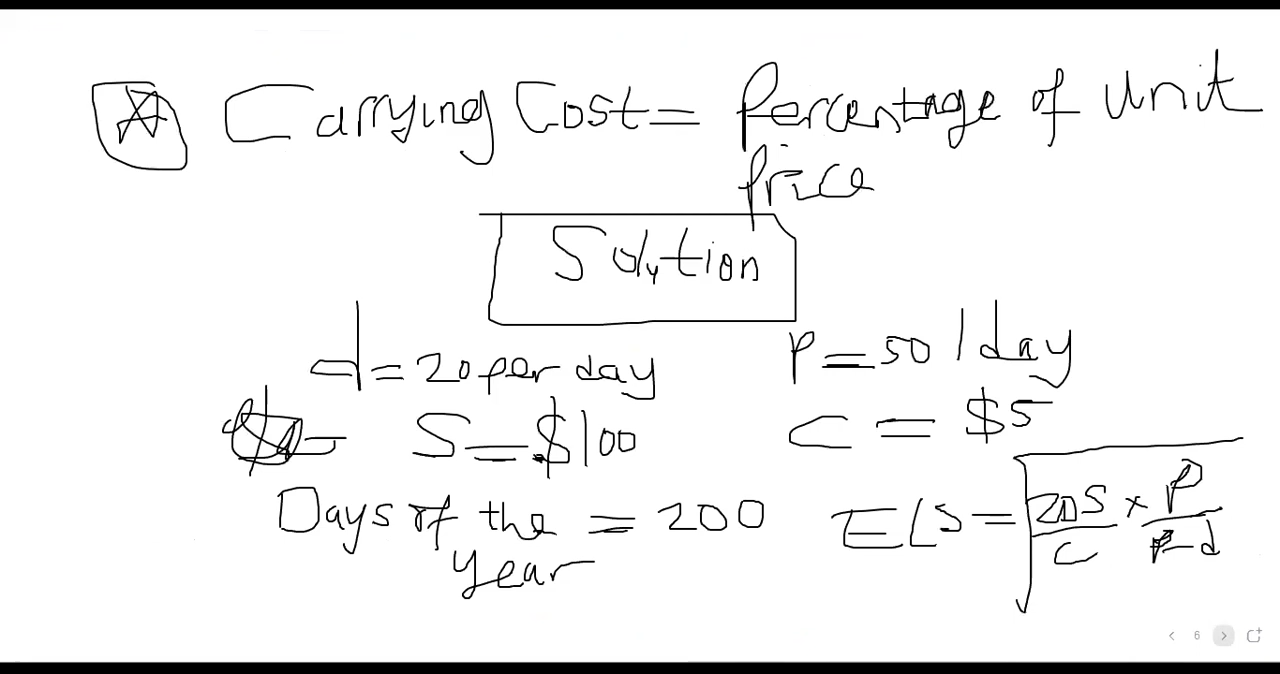 Carrying Cost = Percentage of Unit
Price
Solution
d = 20 per day
P = 50 / day
S = $100
C = $5
Days of the = 200
year
ELS = √(2DS/C × P/P-d)
6